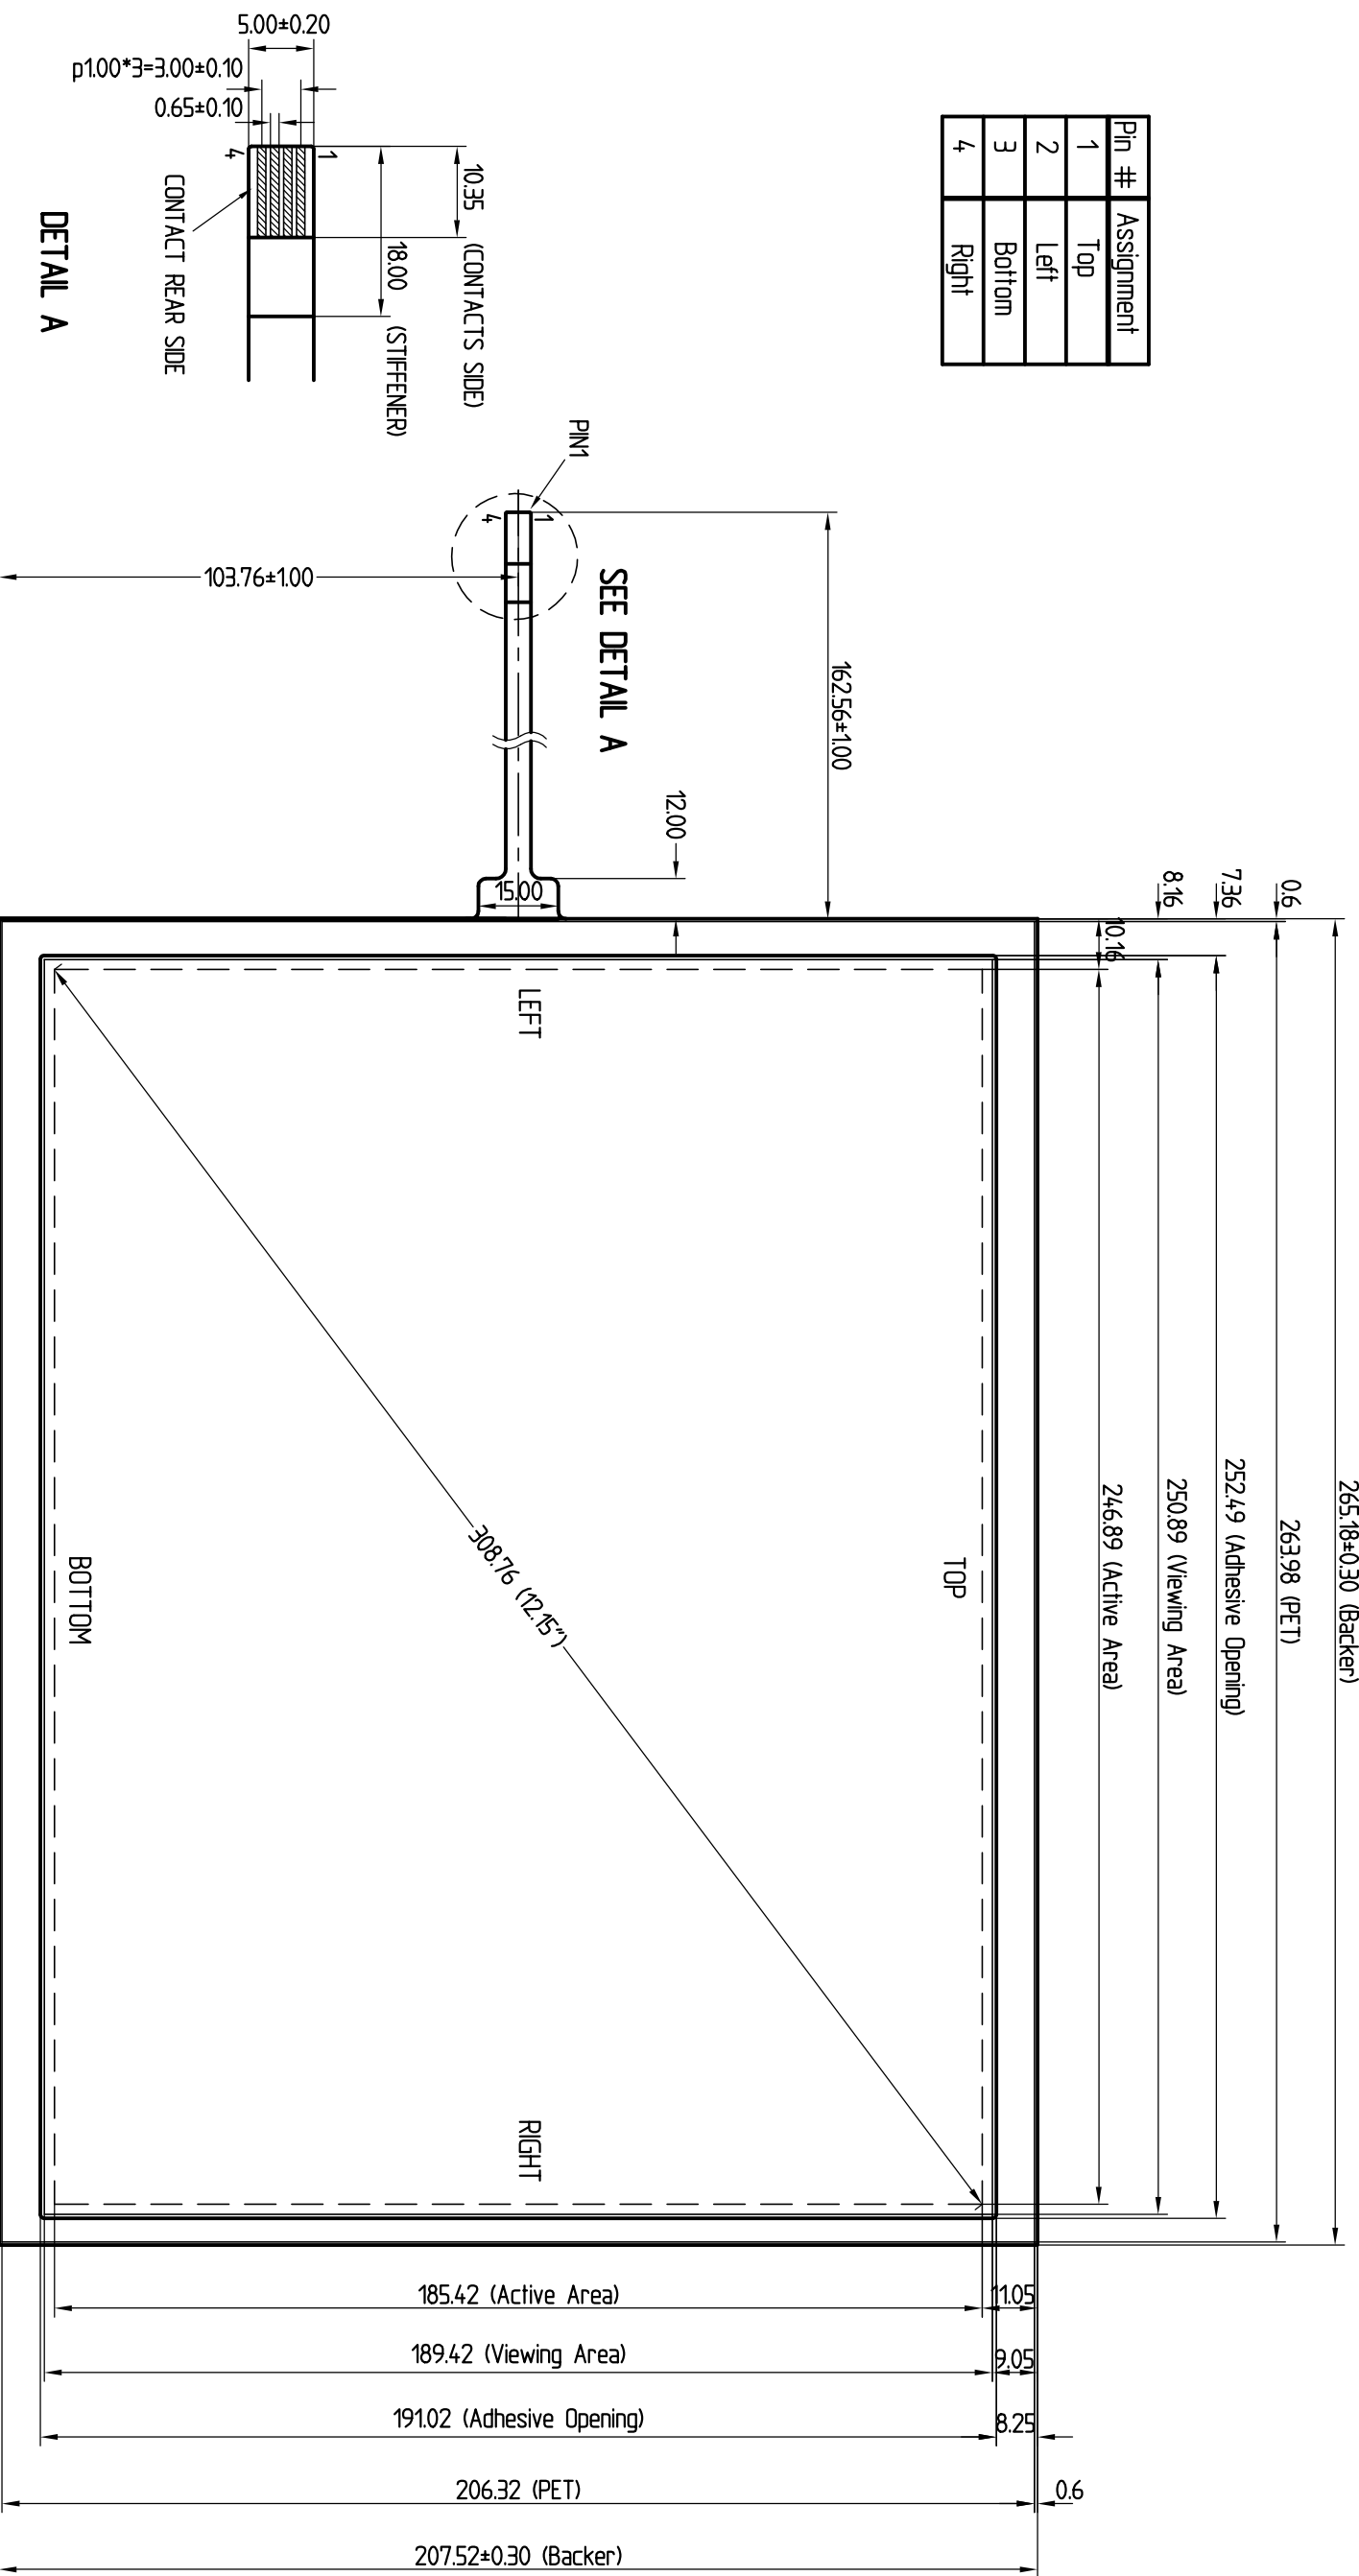 Pin # Assignment
1 Top
2 Left
3 Bottom
4 Right
5.00±0.20
p1.00*3=3.00±0.10
0.65±0.10
10.35 (CONTACTS SIDE)
18.00 (STIFFENER)
1
4
CONTACT REAR SIDE
DETAIL A
PIN1
1
4
SEE DETAIL A
103.76±1.00
162.56±1.00
12.00
15.00
0.6
7.36
8.16
10.16
265.18±0.30 (Backer)
263.98 (PET)
252.49 (Adhesive Opening)
250.89 (Viewing Area)
246.89 (Active Area)
TOP
LEFT
308.76 (12.15")
RIGHT
BOTTOM
185.42 (Active Area)
11.05
189.42 (Viewing Area)
9.05
191.02 (Adhesive Opening)
8.25
206.32 (PET)
0.6
207.52±0.30 (Backer)